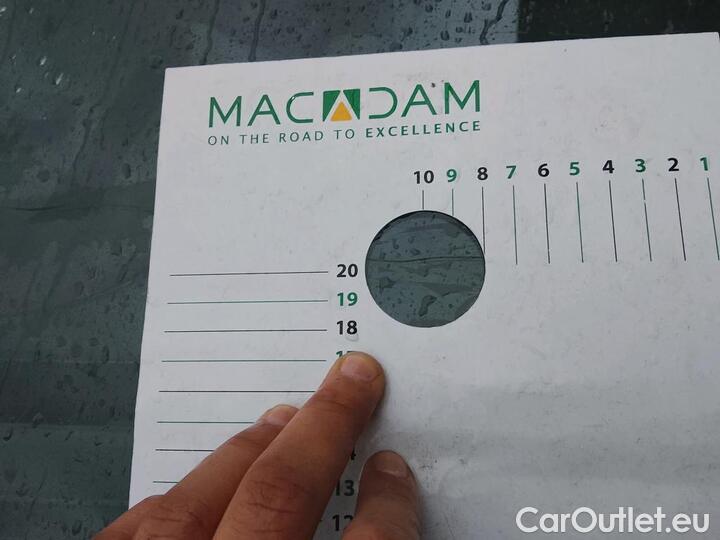 MACADAM
ON THE ROAD TO EXCELLENCE
10 9 8 7 6 5 4 3 2 1
20
19
18
13
12
CarOutlet.eu